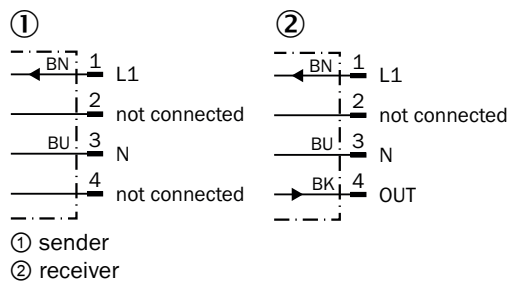 ① ②
BN 1 L1 BN 1 L1
2 not connected 2 not connected
BU 3 N BU 3 N
4 not connected BK 4 OUT
① sender
② receiver